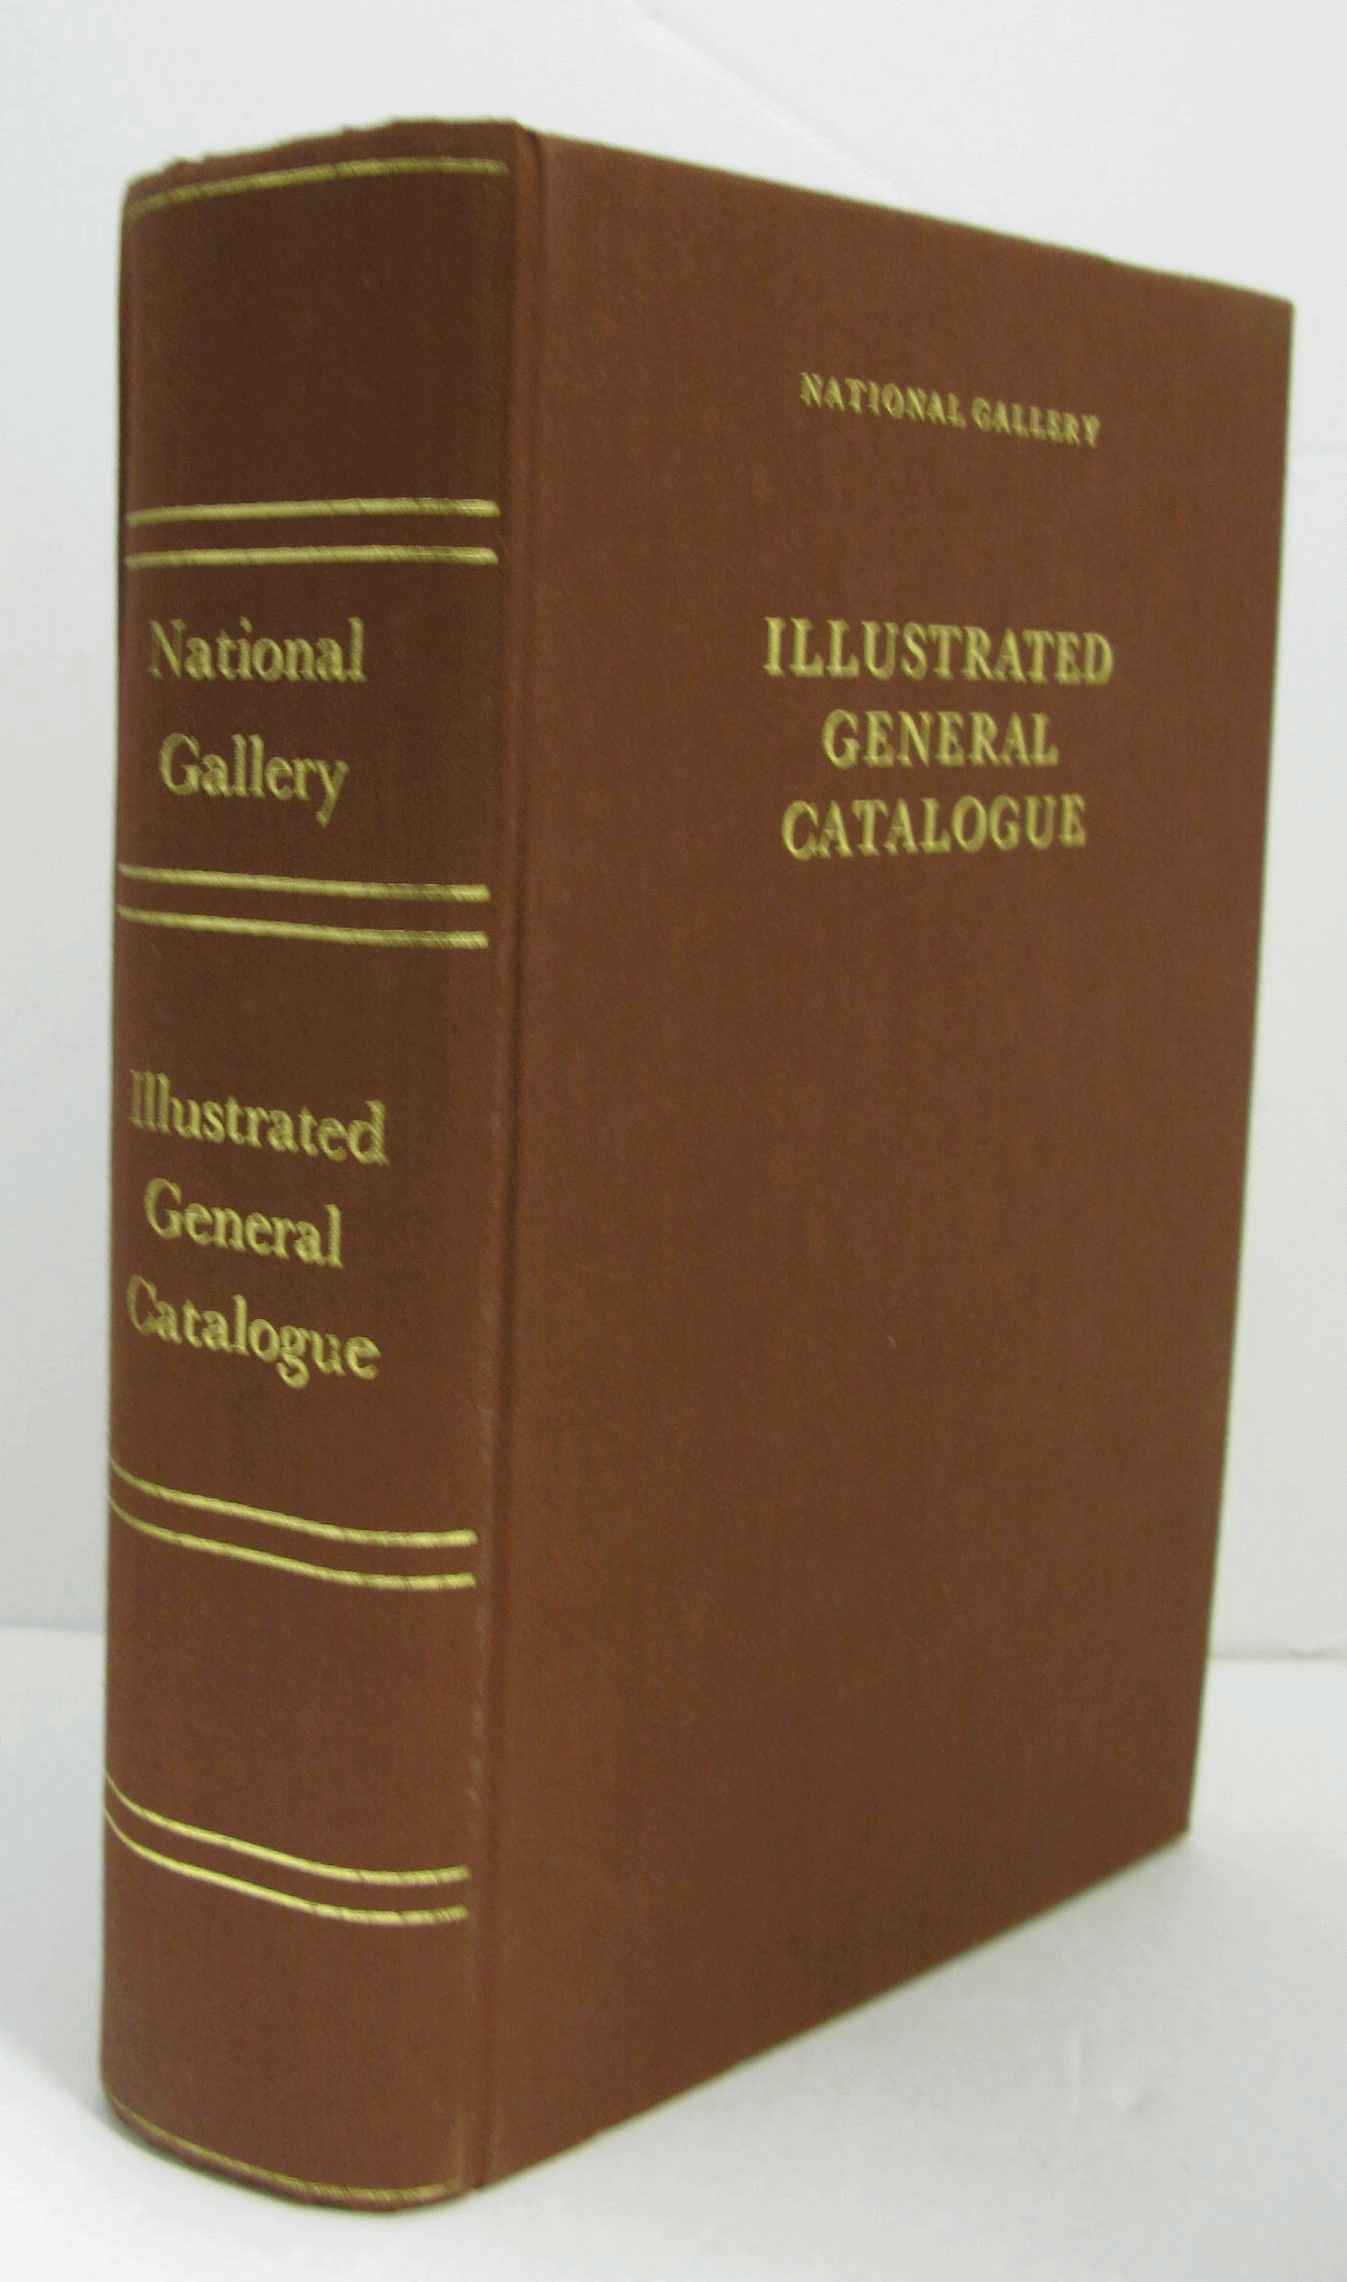 National
Gallery
Illustrated
General
Catalogue
NATIONAL GALLERY
ILLUSTRATED
GENERAL
CATALOGUE